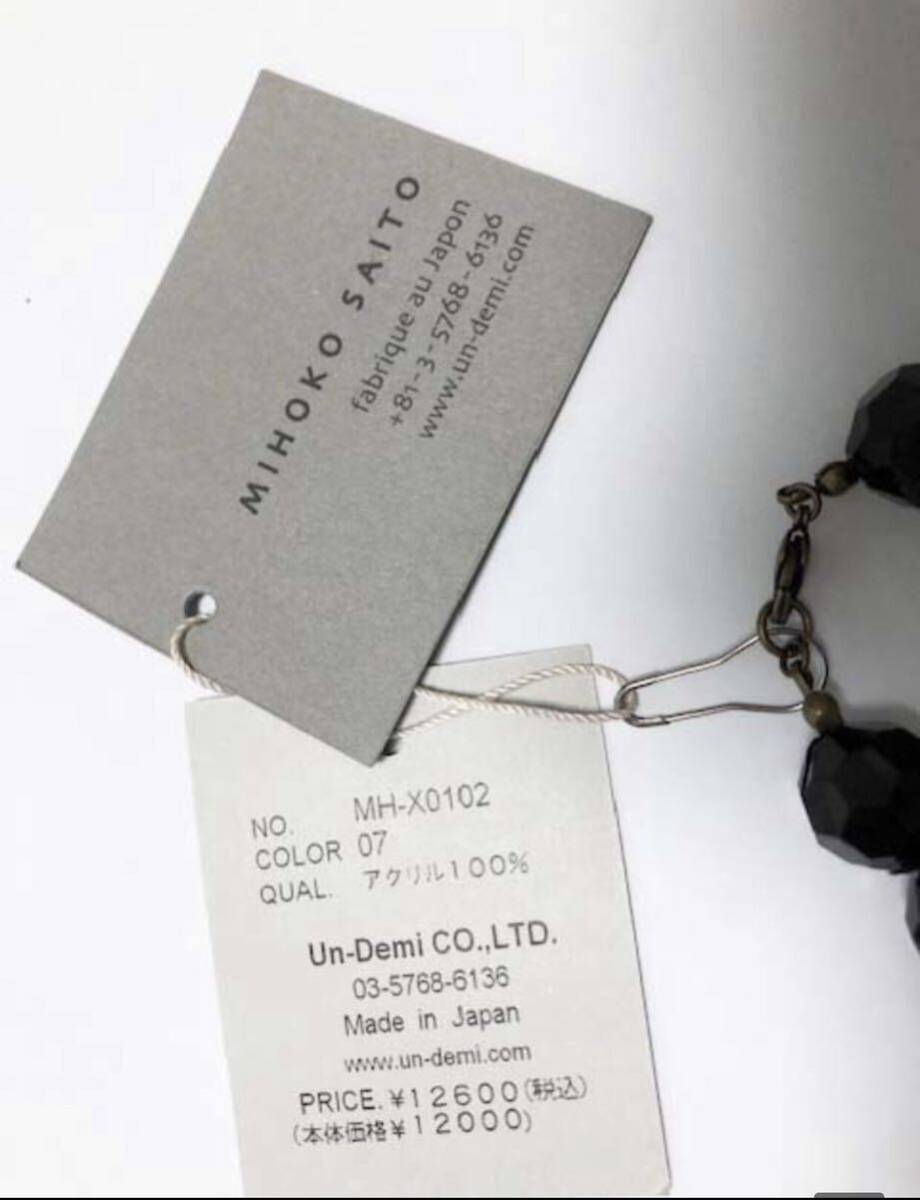 MIHOKO SAITO
fabrique au Japon
+81-3-5768-6136
www.un-demi.com
NO. MH-X0102
COLOR 07
QUAL. アクリル100%
Un-Demi CO.,LTD.
03-5768-6136
Made in Japan
www.un-demi.com
PRICE.¥12600(税込)
(本体価格¥12000)